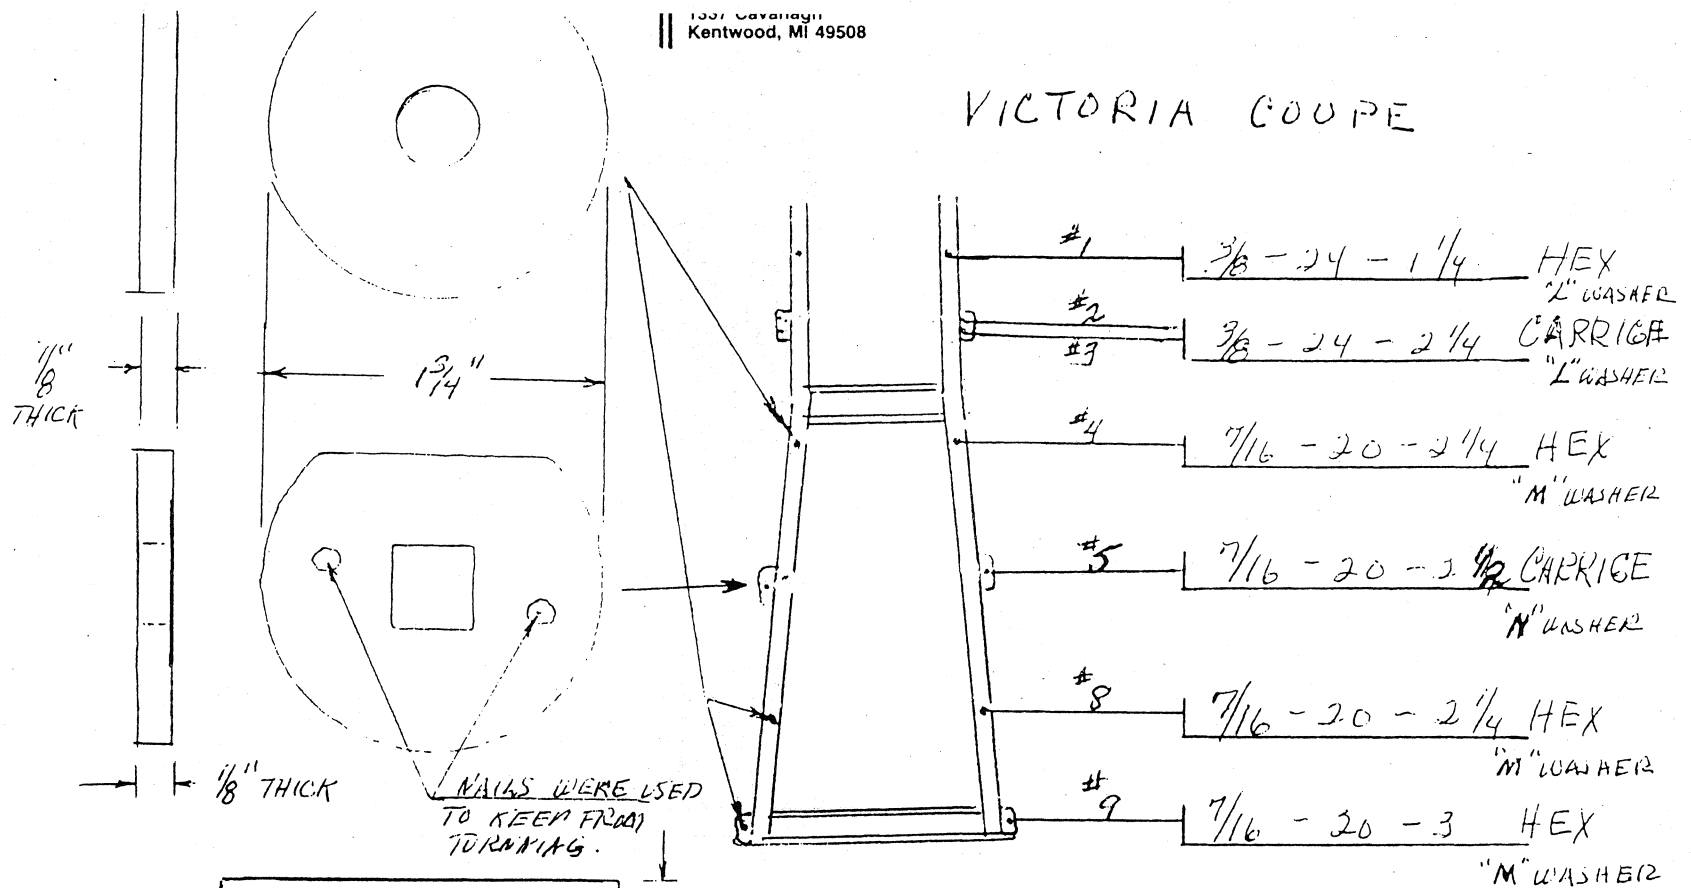 Kentwood, MI 49508
VICTORIA COUPE
#1 3/8 - 24 - 1 1/4 HEX
"L" WASHER
#2
#3 3/8 - 24 - 2 1/4 CARRIGE
"L" WASHER
1/8"
THICK
1 3/4"
#4 7/16 - 20 - 2 1/4 HEX
"M" WASHER
#5 7/16 - 20 - 2 1/2 CARRIGE
"N" WASHER
#8 7/16 - 20 - 2 1/4 HEX
"M" WASHER
1/8" THICK
NAILS WERE USED
TO KEEP FROM
TURNNING.
#9 7/16 - 20 - 3 HEX
"M" WASHER